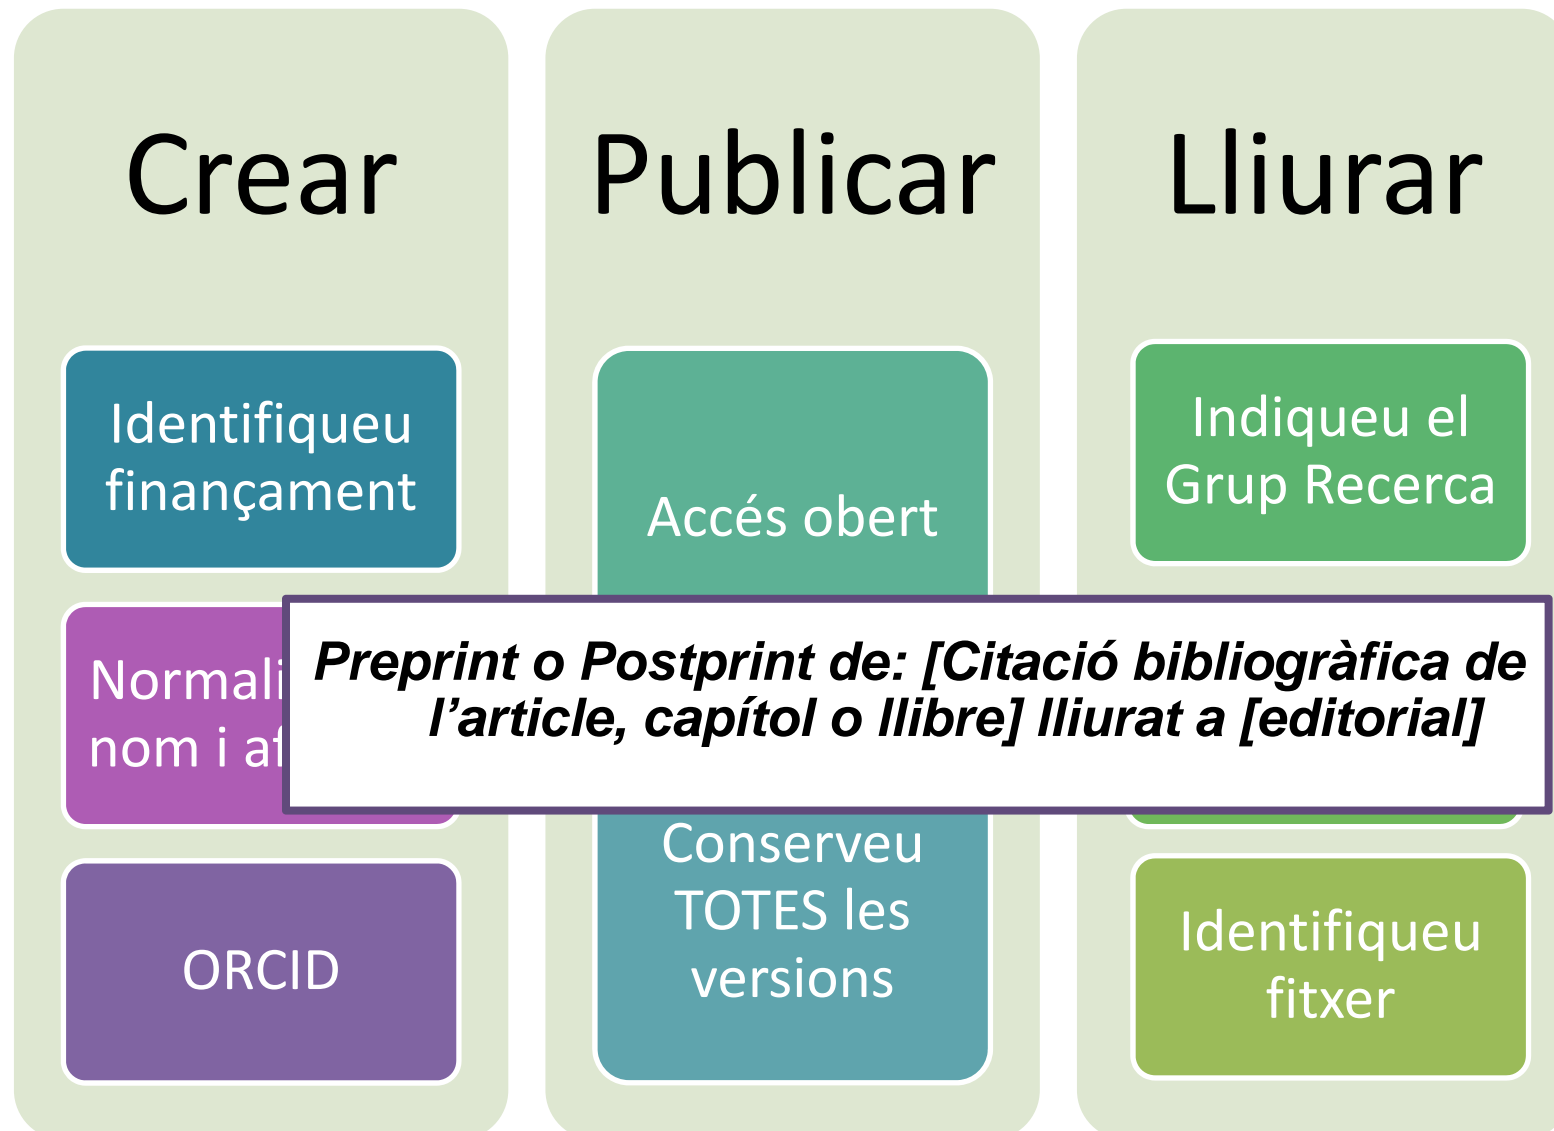 Crear
Identifiqueu
finançament
Normali
nom i
ORCID
Publicar
Accés obert
Conserveu
TOTES les
versions
Lliurar
Indiqueu el
Grup Recerca
Identifiqueu
fitxer
Preprint o Postprint de: [Citació bibliogràfica de
l’article, capítol o llibre] lliurat a [editorial]